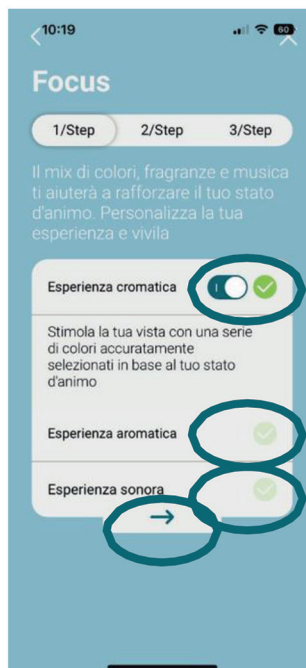 10:19
60
Focus
1/Step 2/Step 3/Step
Il mix di colori, fragranze e musica
ti aiuterà a rafforzare il tuo stato
d'animo. Personalizza la tua
esperienza e vivila
Esperienza cromatica
Stimola la tua vista con una serie
di colori accuratamente
selezionati in base al tuo stato
d'animo
Esperienza aromatica
Esperienza sonora